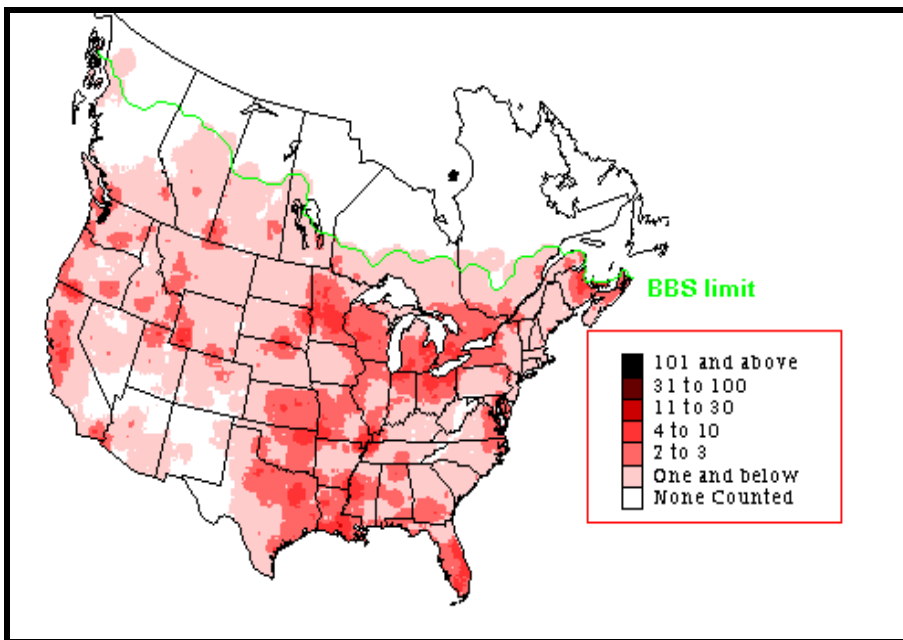 BBS limit
101 and above
31 to 100
11 to 30
4 to 10
2 to 3
One and below
None Counted